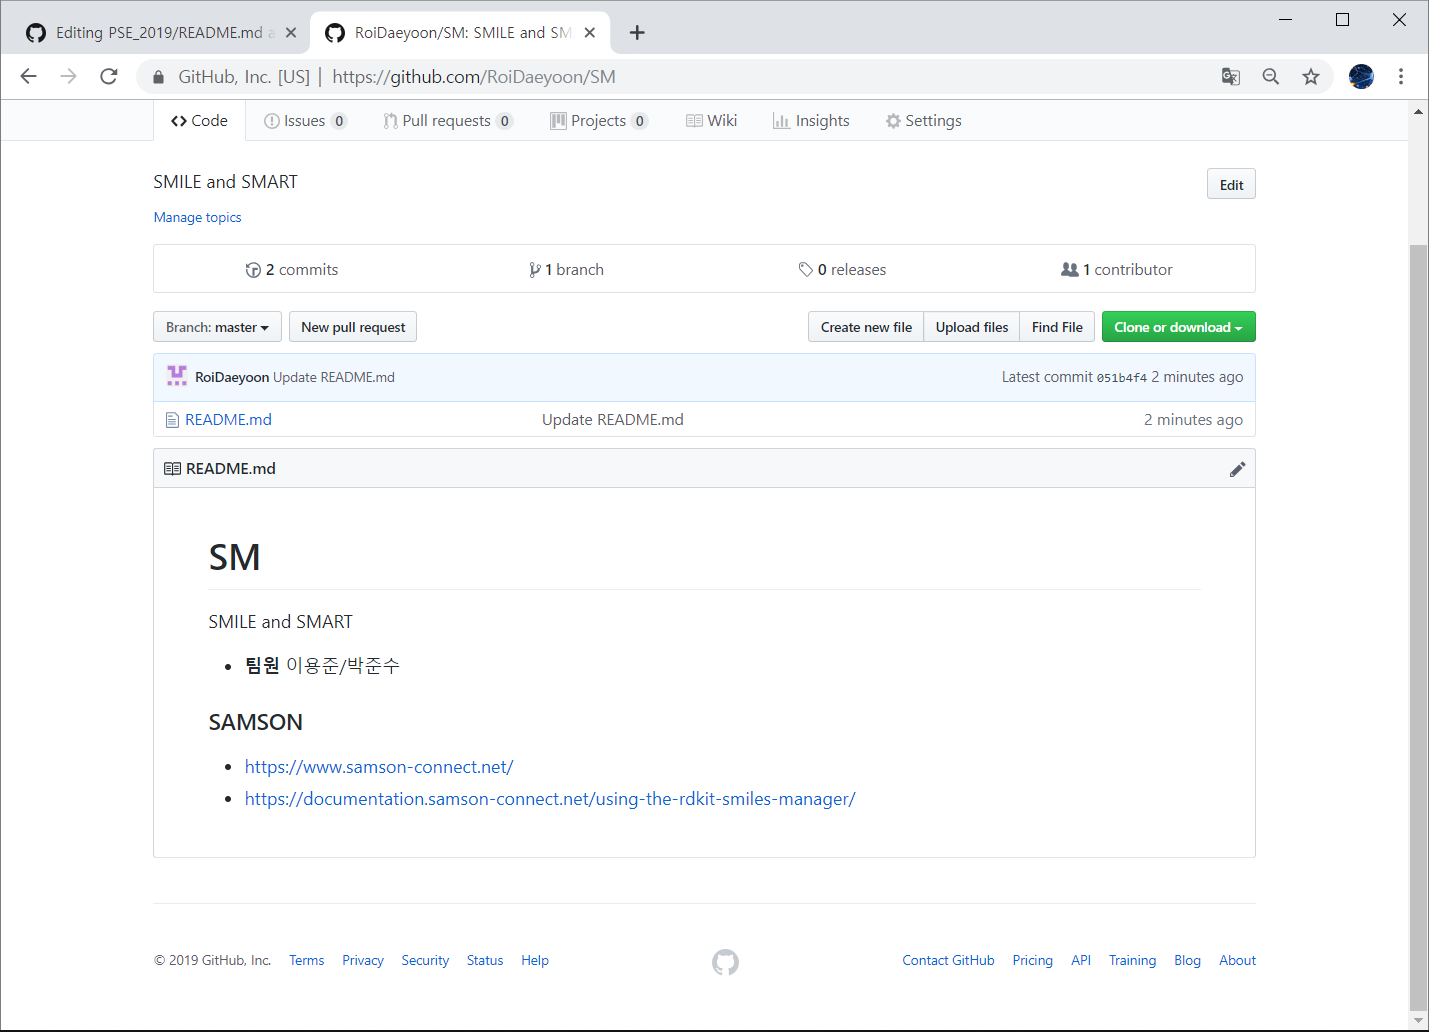 Editing PSE_2019/README.md a
RoiDaeyoon/SM: SMILE and SM
GitHub, Inc. [US] | https://github.com/RoiDaeyoon/SM
Code Issues 0 Pull requests 0 Projects 0 Wiki Insights Settings
SMILE and SMART
Edit
Manage topics
2 commits 1 branch 0 releases 1 contributor
Branch: master New pull request Create new file Upload files Find File Clone or download
RoiDaeyoon Update README.md Latest commit 051b4f4 2 minutes ago
README.md Update README.md 2 minutes ago
README.md
SM
SMILE and SMART
• 팀원 이용준/박준수
SAMSON
• https://www.samson-connect.net/
• https://documentation.samson-connect.net/using-the-rdkit-smiles-manager/
© 2019 GitHub, Inc. Terms Privacy Security Status Help Contact GitHub Pricing API Training Blog About